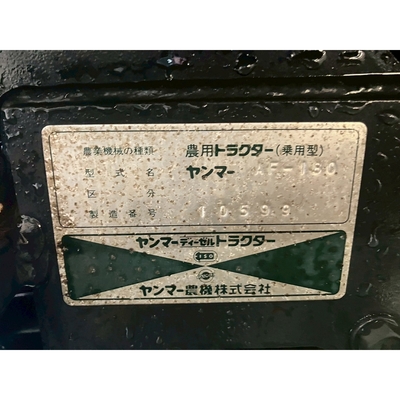 農業機械の種類 農用トラクター(乗用型)
型式名 ヤンマー AF-150
区分
製造番号 10599
ヤンマーディーゼルトラクター
ヤンマー農機株式会社